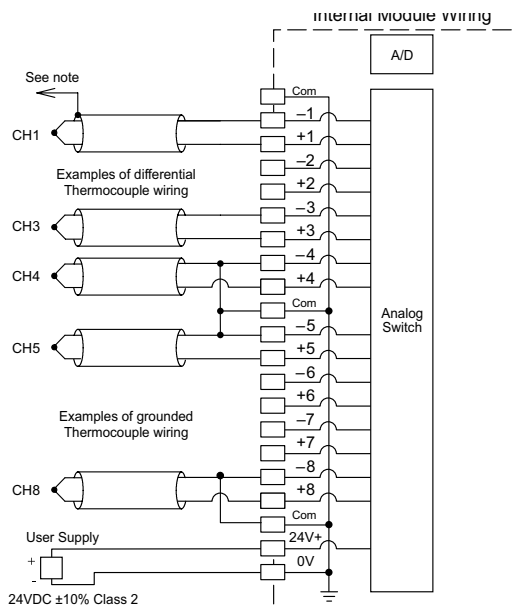 Internal Module Wiring
A/D
See note
Com
–1
CH1
+1
–2
Examples of differential
Thermocouple wiring
+2
–3
CH3
+3
–4
CH4
+4
Com
Analog
Switch
–5
CH5
+5
–6
+6
Examples of grounded
Thermocouple wiring
–7
+7
–8
CH8
+8
Com
User Supply
24V+
+
0V
-
24VDC ±10% Class 2